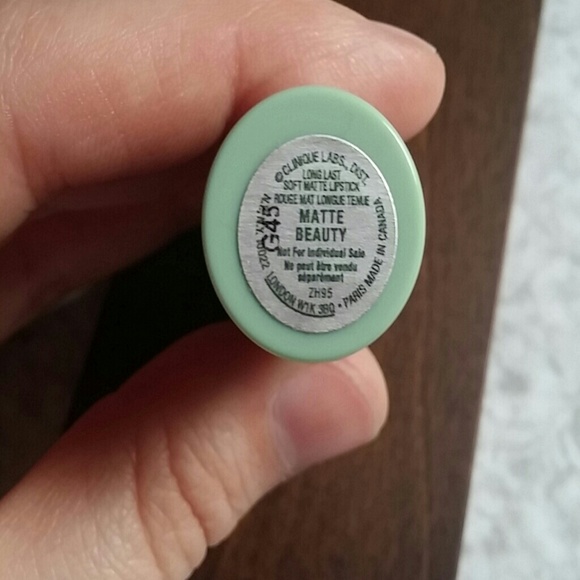 ©CLINIQUE LABS., DIST.
LONG LAST
SOFT MATTE LIPSTICK
ROUGE MAT LONGUE TENUE
MATTE
BEAUTY
Not For Individual Sale
Ne peut être vendu
séparément
ZH95
G45
N.Y., N.Y. 10022
LONDON W1K 3BQ • PARIS MADE IN CANADA